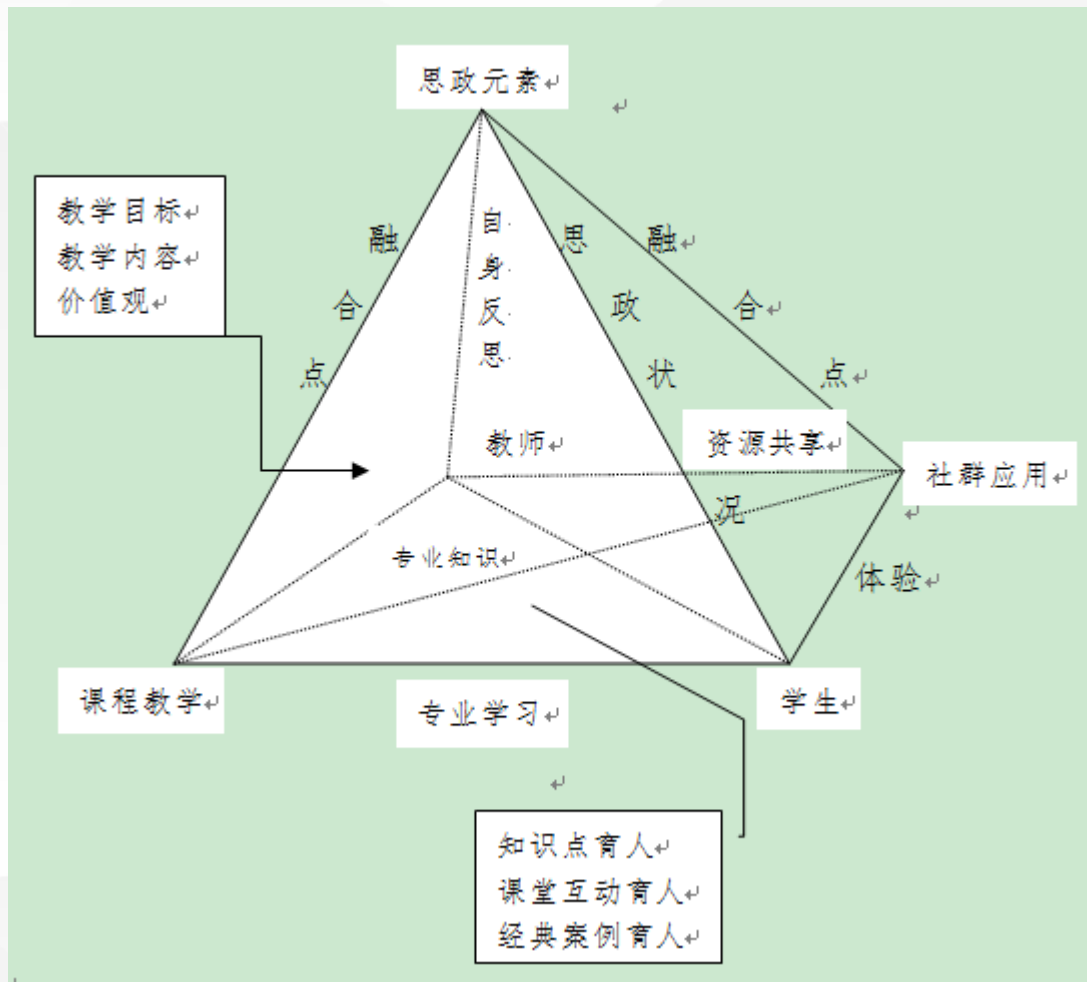 思政元素
教学目标
教学内容
价值观
融合点
自身反思
思政状况
融合点
教师
资源共享
社群应用
专业知识
体验
课程教学
专业学习
学生
知识点育人
课堂互动育人
经典案例育人